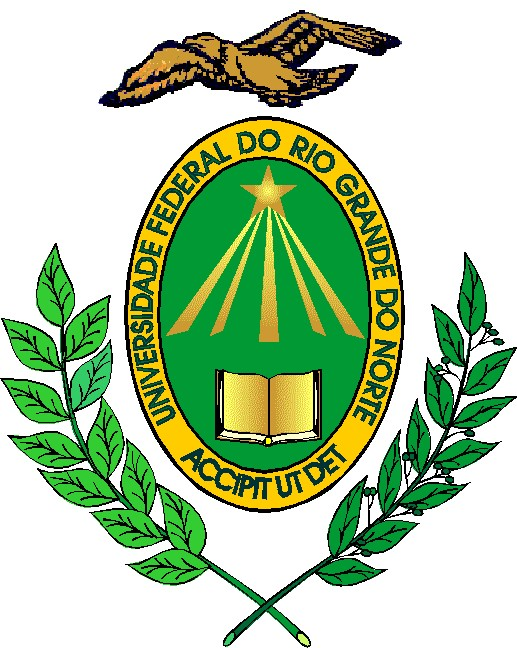 UNIVERSIDADE FEDERAL DO RIO GRANDE DO NORTE
ACCIPIT UT DET